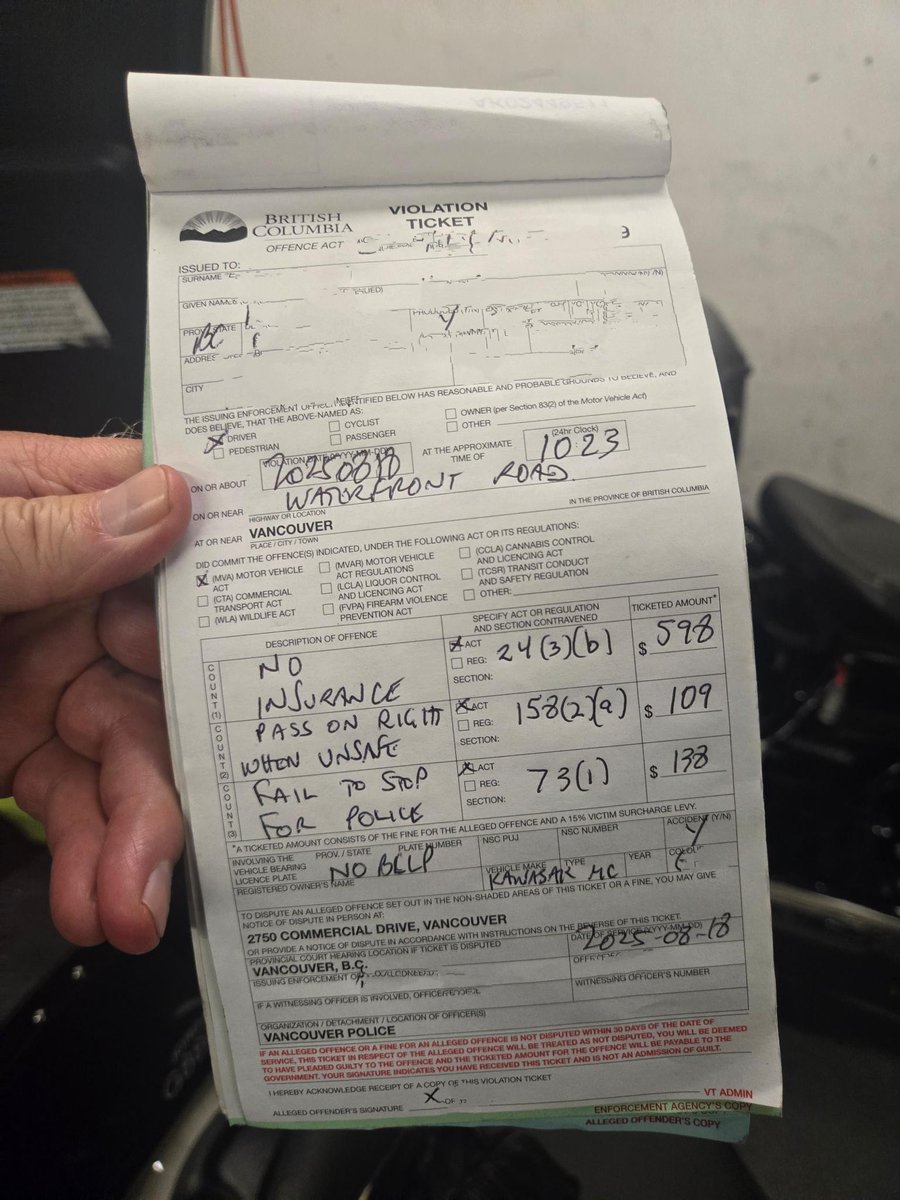 BRITISH COLUMBIA
VIOLATION TICKET
OFFENCE ACT
3
ISSUED TO:
SURNAME
GIVEN NAME
PROV/STATE
BC
ADDRESS
CITY
THE ISSUING ENFORCEMENT IDENTIFIED BELOW HAS REASONABLE AND PROBABLE GROUNDS TO BELIEVE, AND
DOES BELIEVE, THAT THE ABOVE-NAMED AS:
X DRIVER
CYCLIST
OWNER (per Section 83(2) of the Motor Vehicle Act)
PEDESTRIAN
PASSENGER
OTHER
ON OR ABOUT
VIOLATION DATE (YYYY-MM-DD)
20250818
AT THE APPROXIMATE TIME OF
(24hr Clock)
10:23
ON OR NEAR
WATERFRONT ROAD
HIGHWAY OR LOCATION
IN THE PROVINCE OF BRITISH COLUMBIA
AT OR NEAR
VANCOUVER
PLACE / CITY / TOWN
DID COMMIT THE OFFENCE(S) INDICATED, UNDER THE FOLLOWING ACT OR ITS REGULATIONS:
X (MVA) MOTOR VEHICLE ACT
(MVAR) MOTOR VEHICLE ACT REGULATIONS
(CCLA) CANNABIS CONTROL AND LICENCING ACT
(CTA) COMMERCIAL TRANSPORT ACT
(LCLA) LIQUOR CONTROL AND LICENCING ACT
(TCSR) TRANSIT CONDUCT AND SAFETY REGULATION
(WLA) WILDLIFE ACT
(FVPA) FIREARM VIOLENCE PREVENTION ACT
OTHER:
DESCRIPTION OF OFFENCE
SPECIFY ACT OR REGULATION AND SECTION CONTRAVENED
TICKETED AMOUNT*
COUNT (1)
NO INSURANCE
X ACT
REG:
SECTION:
24(3)(b)
$ 598
COUNT (2)
PASS ON RIGHT WHEN UNSAFE
X ACT
REG:
SECTION:
158(2)(a)
$ 109
COUNT (3)
FAIL TO STOP FOR POLICE
X ACT
REG:
SECTION:
73(1)
$ 138
*A TICKETED AMOUNT CONSISTS OF THE FINE FOR THE ALLEGED OFFENCE AND A 15% VICTIM SURCHARGE LEVY.
INVOLVING THE VEHICLE BEARING LICENCE PLATE
PROV. / STATE
PLATE NUMBER
NO BCLP
NSC PUJ
NSC NUMBER
ACCIDENT (Y/N)
Y
REGISTERED OWNER'S NAME
VEHICLE MAKE
KAWASAK
TYPE
MC
YEAR
COLOUR
TO DISPUTE AN ALLEGED OFFENCE SET OUT IN THE NON-SHADED AREAS OF THIS TICKET OR A FINE, YOU MAY GIVE
NOTICE OF DISPUTE IN PERSON AT:
2750 COMMERCIAL DRIVE, VANCOUVER
OR PROVIDE A NOTICE OF DISPUTE IN ACCORDANCE WITH INSTRUCTIONS ON THE REVERSE OF THIS TICKET.
PROVINCIAL COURT HEARING LOCATION IF TICKET IS DISPUTED
VANCOUVER, B.C.
DATE OF SERVICE (YYYY-MM-DD)
2025-08-18
ISSUING ENFORCEMENT
IF A WITNESSING OFFICER IS INVOLVED,
WITNESSING OFFICER'S NUMBER
ORGANIZATION / DETACHMENT / LOCATION OF OFFICER(S)
VANCOUVER POLICE
IF AN ALLEGED OFFENCE OR A FINE FOR AN ALLEGED OFFENCE IS NOT DISPUTED WITHIN 30 DAYS OF THE DATE OF
SERVICE, THIS TICKET IN RESPECT OF THE ALLEGED OFFENCE WILL BE TREATED AS NOT DISPUTED, YOU WILL BE DEEMED
TO HAVE PLEADED GUILTY TO THE OFFENCE AND THE TICKETED AMOUNT FOR THE OFFENCE WILL BE PAYABLE TO THE
GOVERNMENT. YOUR SIGNATURE INDICATES YOU HAVE RECEIVED THIS TICKET AND IS NOT AN ADMISSION OF GUILT.
I HEREBY ACKNOWLEDGE RECEIPT OF A COPY OF THIS VIOLATION TICKET
ALLEGED OFFENDER'S SIGNATURE
X
VT ADMIN
ENFORCEMENT AGENCY'S COPY
ALLEGED OFFENDER'S COPY